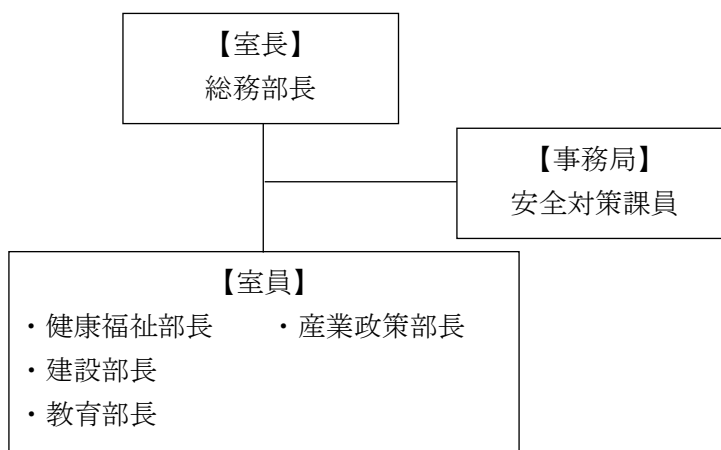 【室長】
総務部長
【事務局】
安全対策課員
【室員】
・健康福祉部長　　・産業政策部長
・建設部長
・教育部長